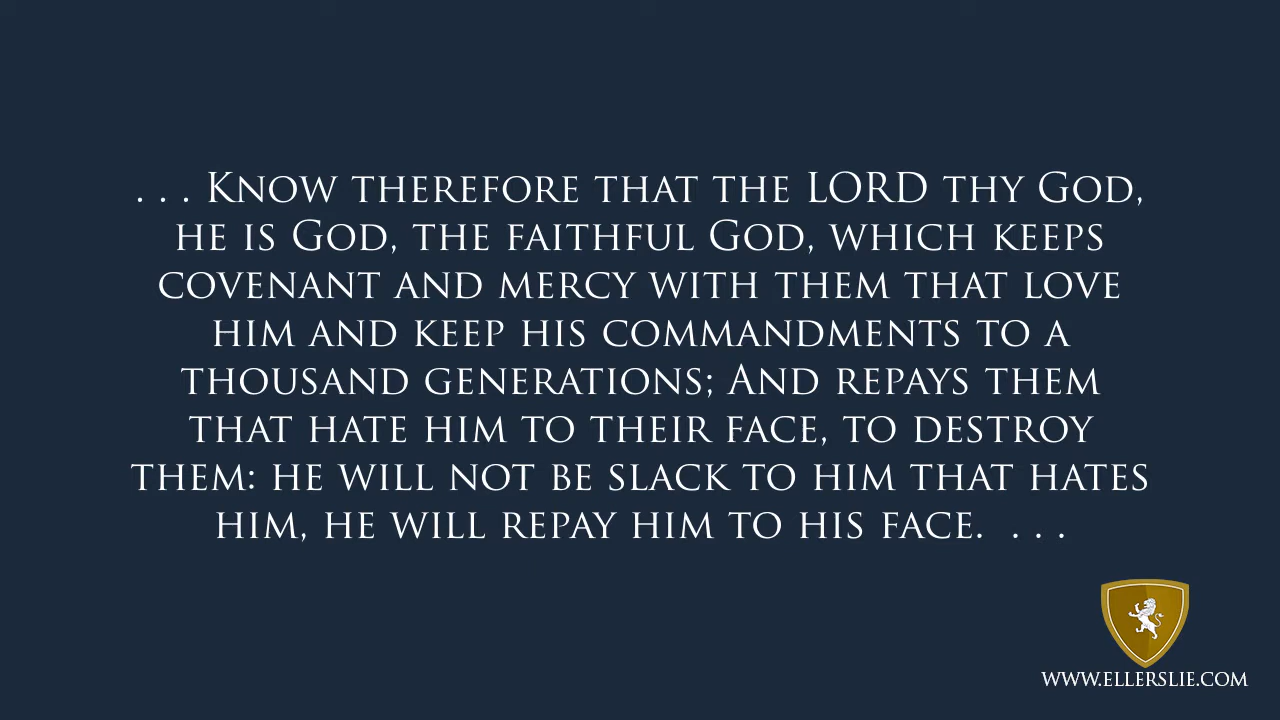 . . . Know therefore that the LORD thy God,
he is God, the faithful God, which keeps
covenant and mercy with them that love
him and keep his commandments to a
thousand generations; And repays them
that hate him to their face, to destroy
them: he will not be slack to him that hates
him, he will repay him to his face.  . . .
www.ellerslie.com